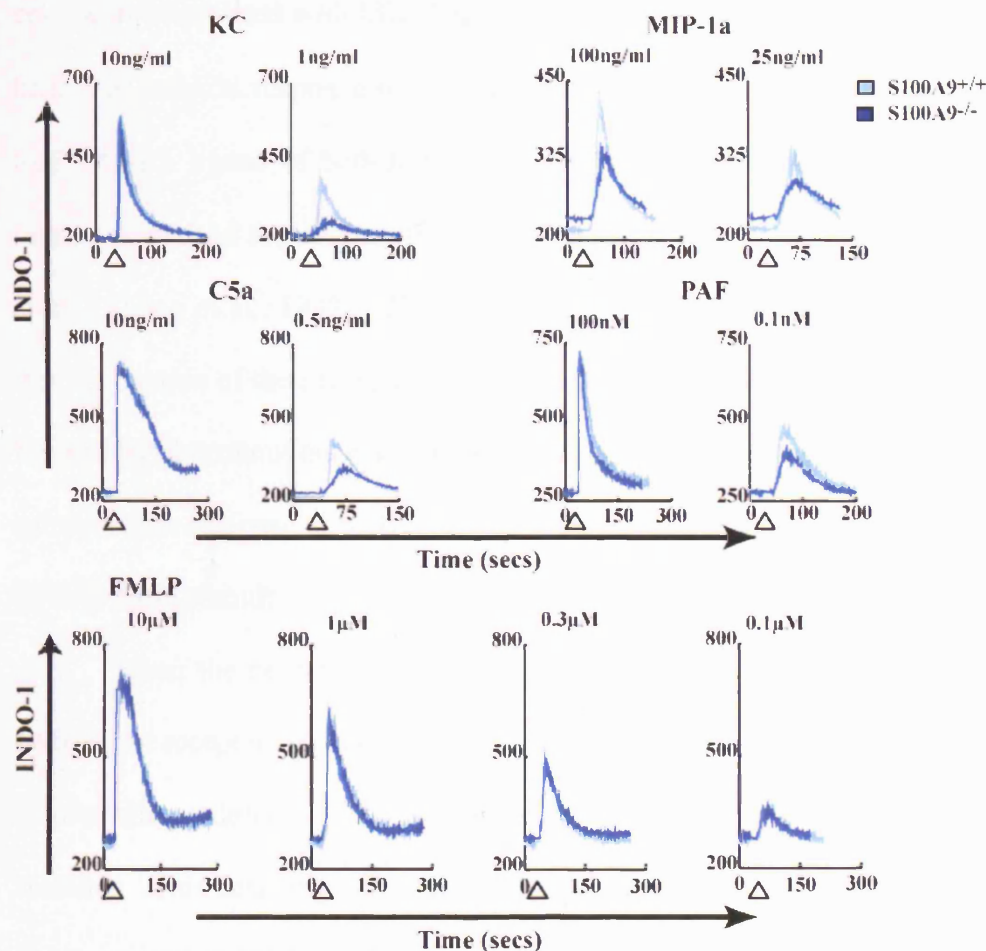 KC
MIP-1a
10ng/ml
1ng/ml
100ng/ml
25ng/ml
700
450
200
0 100 200
700
450
200
0 100 200
450
325
200
0 100 200
450
325
200
0 75 150
S100A9+/+
S100A9-/-
INDO-1
C5a
PAF
10ng/ml
0.5ng/ml
100nM
0.1nM
800
500
200
0 150 300
800
500
200
0 75 150
750
500
250
0 150 300
750
500
250
0 100 200
Time (secs)
FMLP
10µM
1µM
0.3µM
0.1µM
INDO-1
800
500
200
0 150 300
800
500
200
0 150 300
800
500
200
0 150 300
800
500
200
0 150 300
Time (secs)